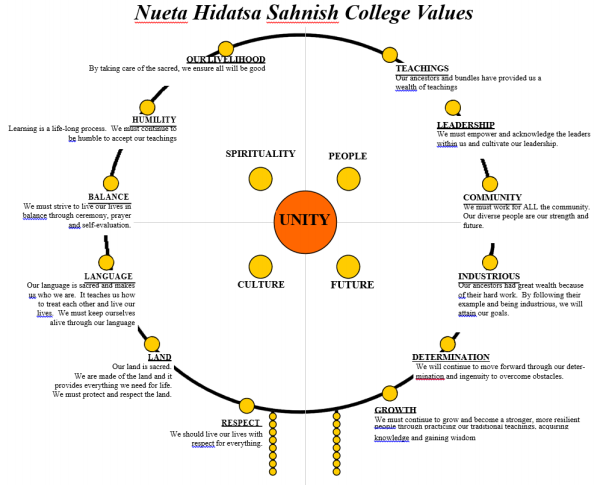 Nueta Hidatsa Sahnish College Values
OUR LIVELIHOOD
By taking care of the sacred, we ensure all will be good
TEACHINGS
Our ancestors and bundles have provided us a
wealth of teachings
HUMILITY
Learning is a life-long process. We must continue to
be humble to accept our teachings
LEADERSHIP
We must empower and acknowledge the leaders
within us and cultivate our leadership.
SPIRITUALITY
PEOPLE
BALANCE
We must strive to live our lives in
balance through ceremony, prayer
and self-evaluation.
COMMUNITY
We must work for ALL the community.
Our diverse people are our strength and
future.
UNITY
LANGUAGE
Our language is sacred and makes
us who we are. It teaches us how
to treat each other and live our
lives. We must keep ourselves
alive through our language
CULTURE
FUTURE
INDUSTRIOUS
Our ancestors had great wealth because
of their hard work. By following their
example and being industrious, we will
attain our goals.
LAND
Our land is sacred.
We are made of the land and it
provides everything we need for life.
We must protect and respect the land.
DETERMINATION
We will continue to move forward through our deter-
mination and ingenuity to overcome obstacles.
RESPECT
We should live our lives with
respect for everything.
GROWTH
We must continue to grow and become a stronger, more resilient
people through practicing our traditional teachings, acquiring
knowledge and gaining wisdom